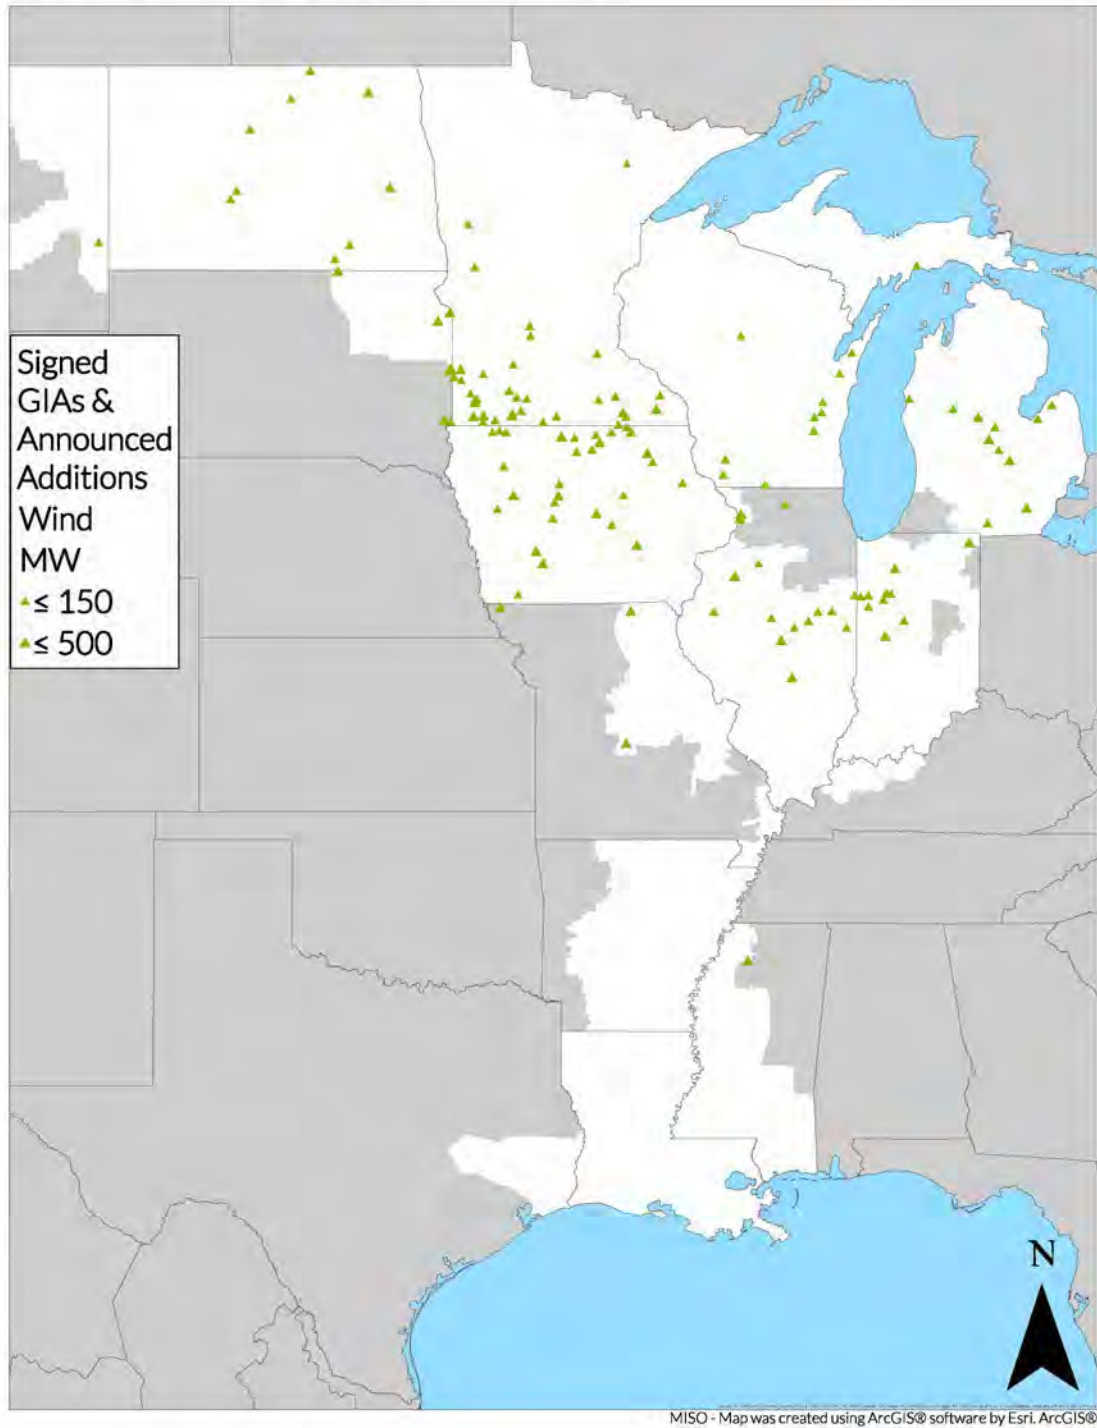 Signed
GIAs &
Announced
Additions
Wind
MW
≤ 150
≤ 500
N
MISO - Map was created using ArcGIS® software by Esri. ArcGIS®